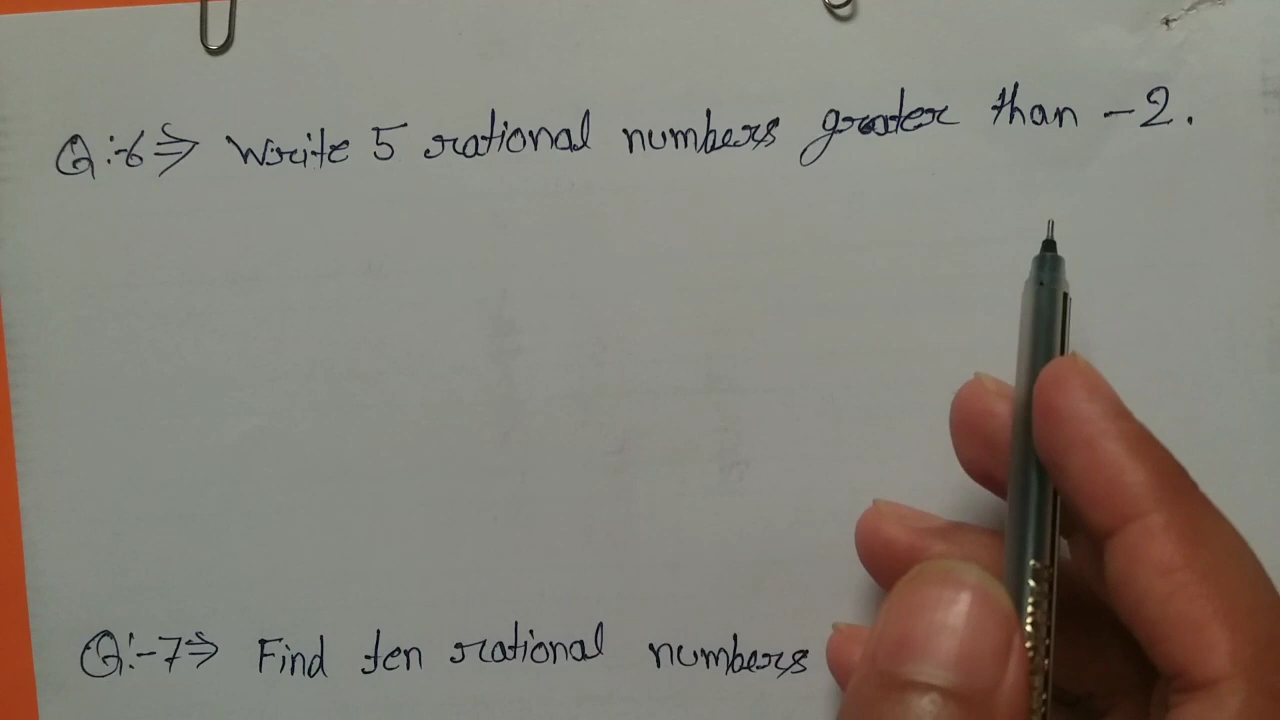 Q:-6⇒ Write 5 rational numbers greater than -2.
Q:-7⇒ Find ten rational numbers